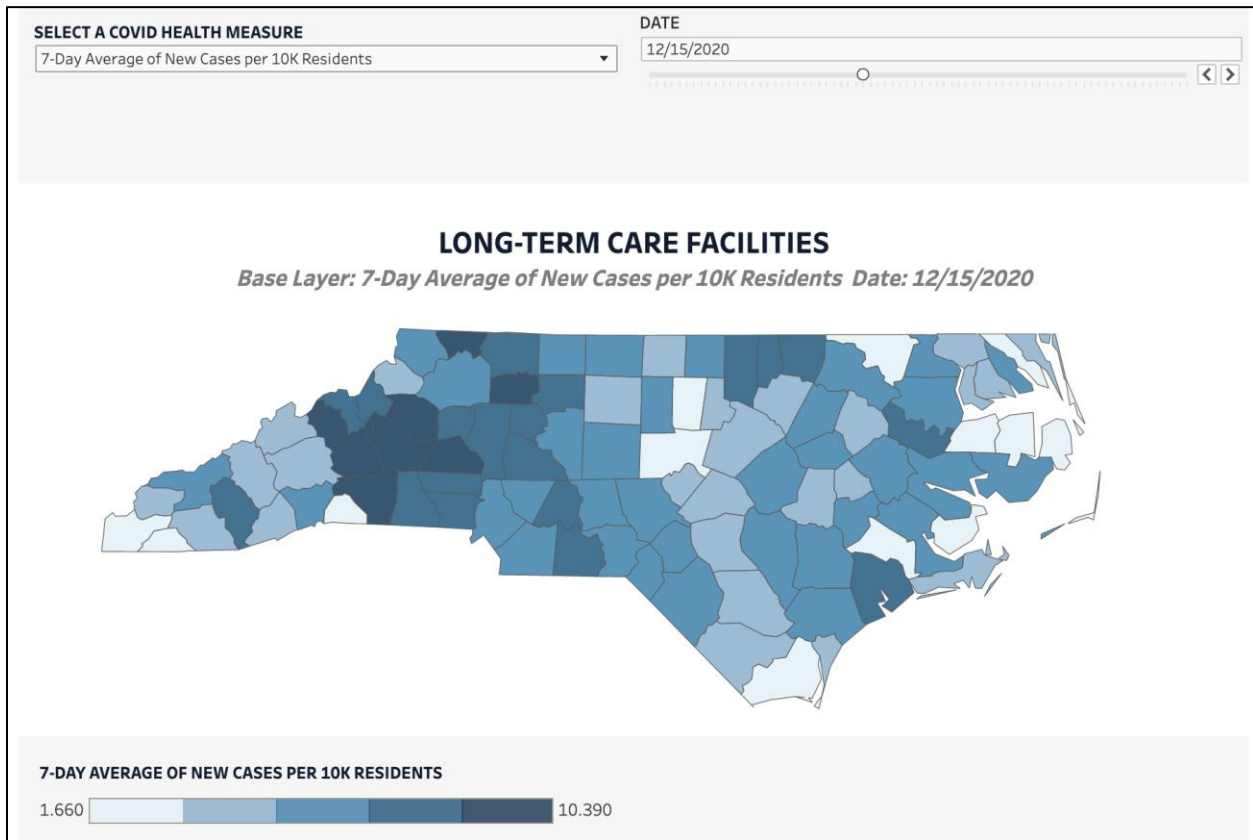 SELECT A COVID HEALTH MEASURE
7-Day Average of New Cases per 10K Residents
DATE
12/15/2020
LONG-TERM CARE FACILITIES
Base Layer: 7-Day Average of New Cases per 10K Residents Date: 12/15/2020
7-DAY AVERAGE OF NEW CASES PER 10K RESIDENTS
1.660 10.390